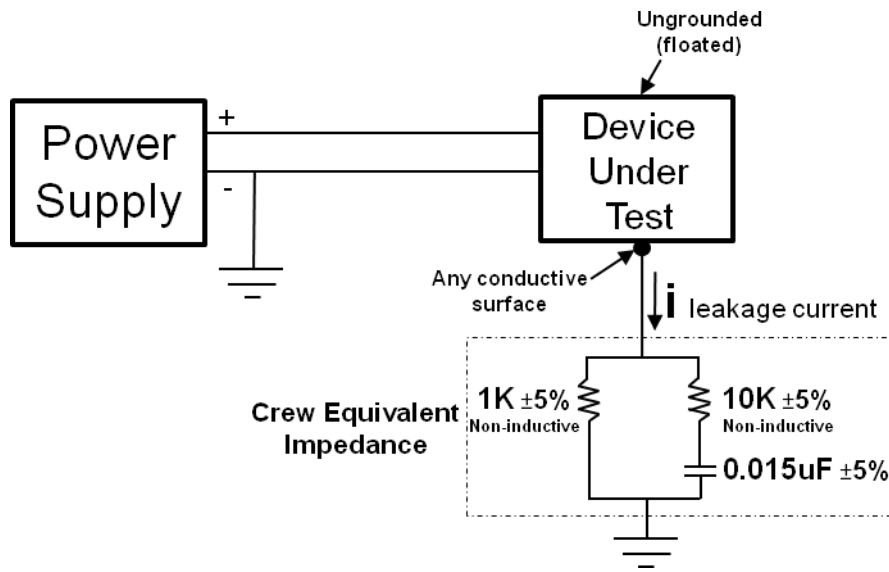 Ungrounded
(floated)
Power
Supply
+
-
Device
Under
Test
Any conductive
surface
i leakage current
Crew Equivalent
Impedance
1K ±5%
Non-inductive
10K ±5%
Non-inductive
0.015uF ±5%